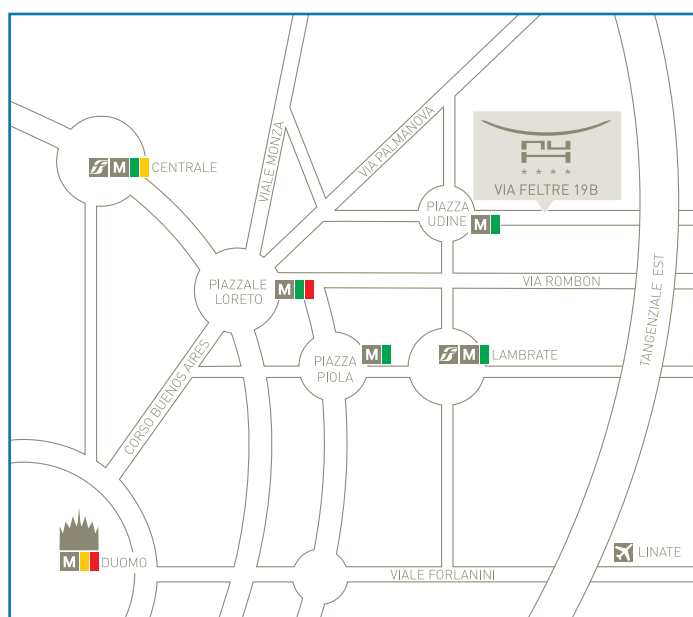 VIALE MONZA
VIA PALMANOVA
M CENTRALE
nH
****
VIA FELTRE 19B
PIAZZA
UDINE
M
PIAZZALE
LORETO
M
VIA ROMBON
TANGENZIALE EST
CORSO BUENOS AIRES
PIAZZA
PIOLA
M
M LAMBRATE
M DUOMO
VIALE FORLANINI
LINATE